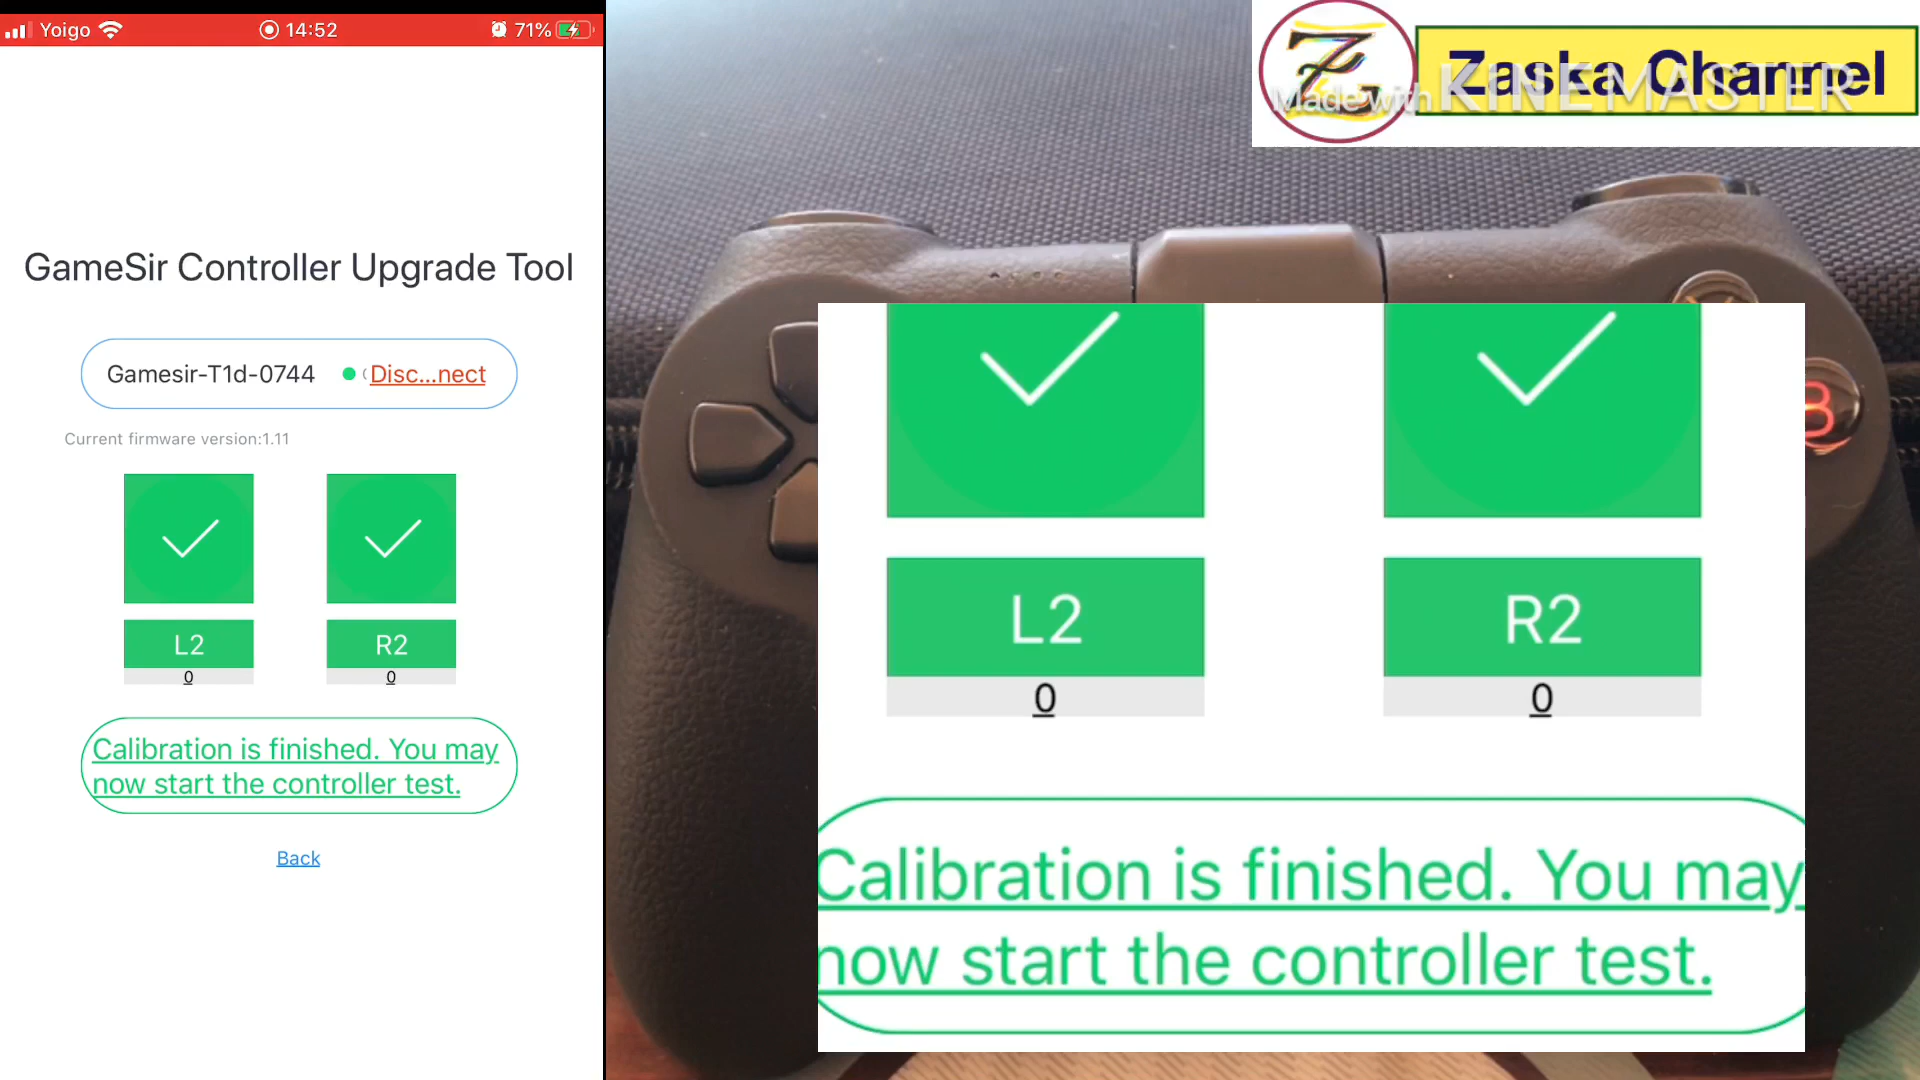 Yoigo
14:52
71%
GameSir Controller Upgrade Tool
Gamesir-T1d-0744
Disc...nect
Current firmware version:1.11
L2
R2
0
0
Calibration is finished. You may
now start the controller test.
Back
Zaska Channel
Made with KINEMASTER
L2
R2
0
0
Calibration is finished. You may
now start the controller test.
B